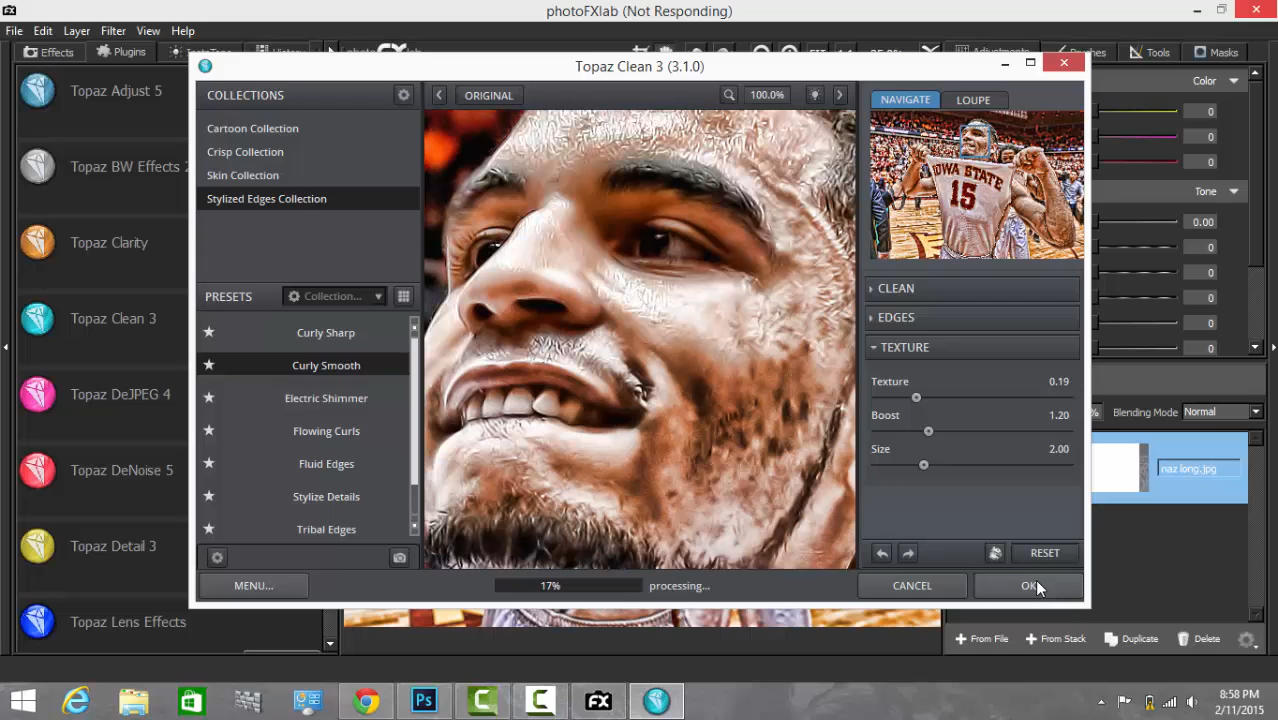 photoFXlab (Not Responding)
File Edit Layer Filter View Help
Effects Plugins History Adjustments Brushes Tools Masks
Topaz Clean 3 (3.1.0)
Topaz Adjust 5
Topaz BW Effects 2
Topaz Clarity
Topaz Clean 3
Topaz DeJPEG 4
Topaz DeNoise 5
Topaz Detail 3
Topaz Lens Effects
COLLECTIONS
Cartoon Collection
Crisp Collection
Skin Collection
Stylized Edges Collection
PRESETS Collection...
Curly Sharp
Curly Smooth
Electric Shimmer
Flowing Curls
Fluid Edges
Stylize Details
Tribal Edges
MENU...
ORIGINAL 100.0%
17% processing...
NAVIGATE LOUPE
IOWA STATE
15
CLEAN
EDGES
TEXTURE
Texture 0.19
Boost 1.20
Size 2.00
RESET
CANCEL OK
Color
0
0
0
Tone
0.00
0
0
0
0
% Blending Mode Normal
naz long.jpg
From File From Stack Duplicate Delete
FX
Ps
FX
8:58 PM
2/11/2015